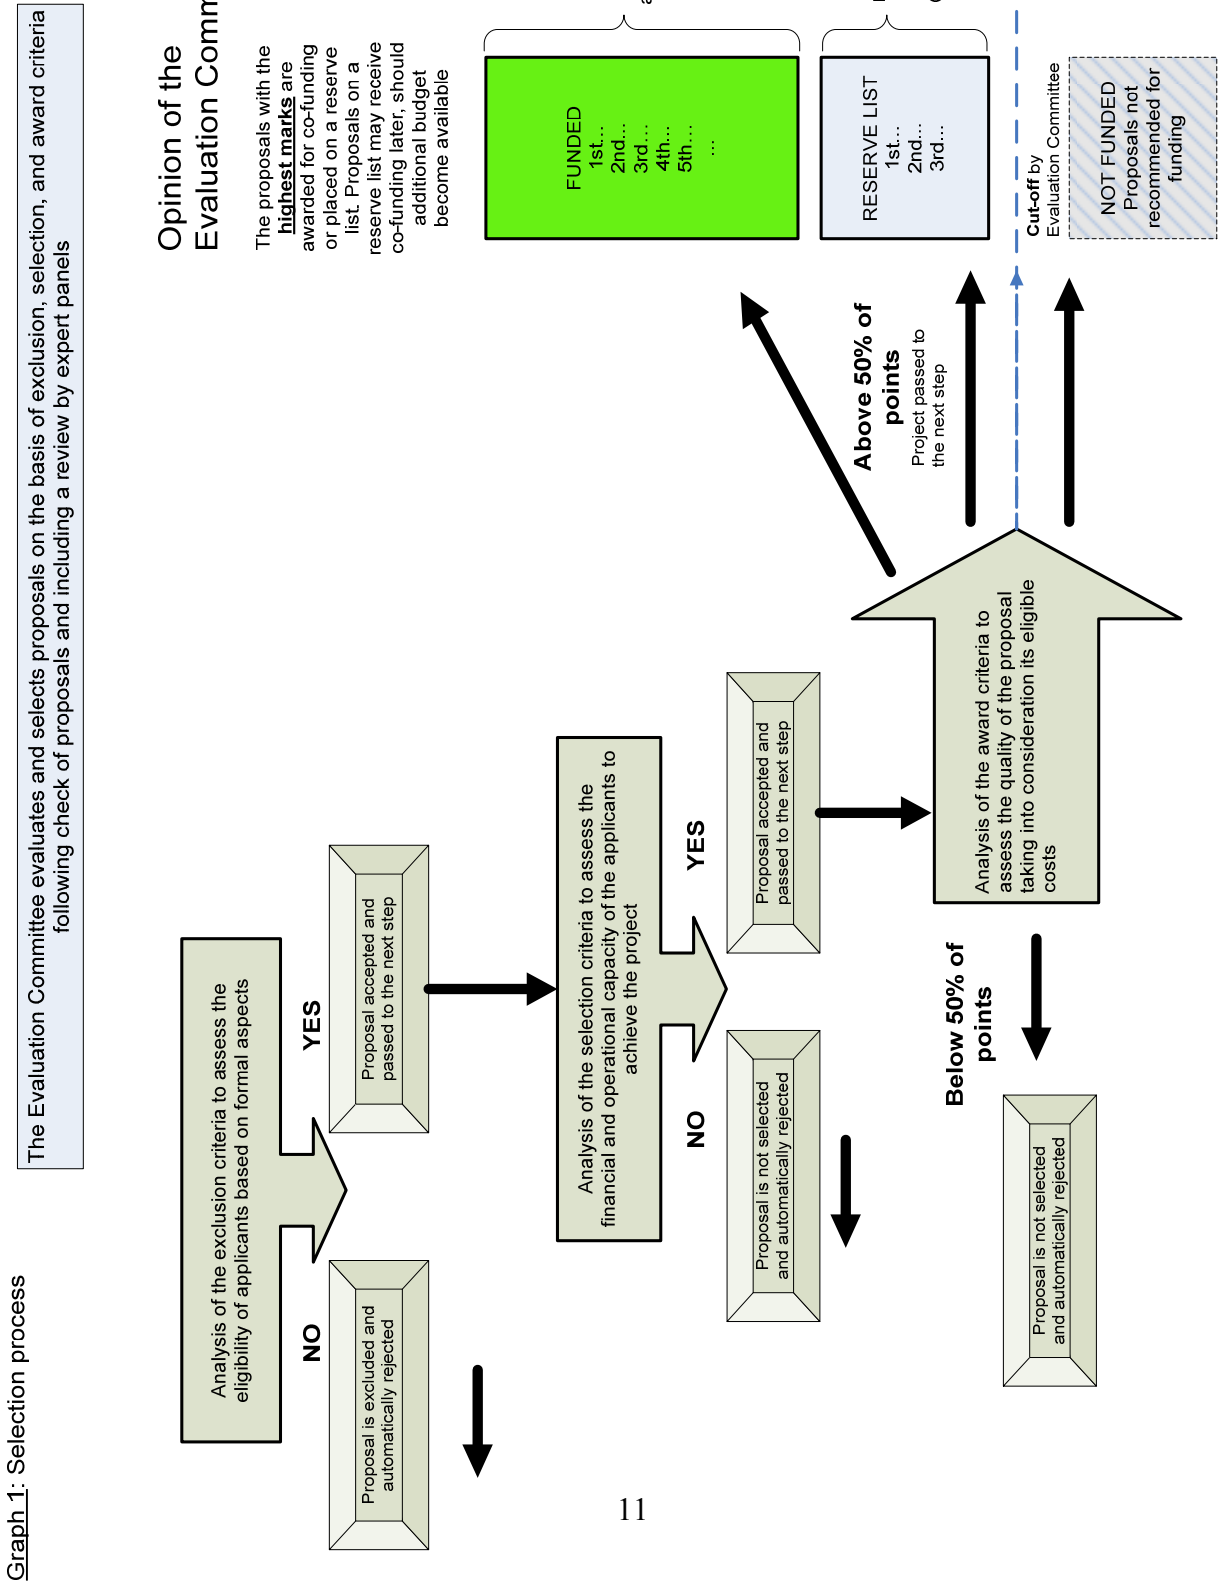 Graph 1: Selection process
The Evaluation Committee evaluates and selects proposals on the basis of exclusion, selection, and award criteria
following check of proposals and including a review by expert panels
Analysis of the exclusion criteria to assess the
eligibility of applicants based on formal aspects
NO
YES
Proposal is excluded and
automatically rejected
Proposal accepted and
passed to the next step
Analysis of the selection criteria to assess the
financial and operational capacity of the applicants to
achieve the project
NO
YES
Proposal is not selected
and automatically rejected
Proposal accepted and
passed to the next step
Analysis of the award criteria to
assess the quality of the proposal
taking into consideration its eligible
costs
Below 50% of
points
Proposal is not selected
and automatically rejected
Above 50% of
points
Project passed to
the next step
Opinion of the
Evaluation Comm
The proposals with the
highest marks are
awarded for co-funding
or placed on a reserve
list. Proposals on a
reserve list may receive
co-funding later, should
additional budget
become available
FUNDED
1st...
2nd...
3rd...
4th...
5th...
...
RESERVE LIST
1st...
2nd...
3rd...
Cut-off by
Evaluation Committee
NOT FUNDED
Proposals not
recommended for
funding
11